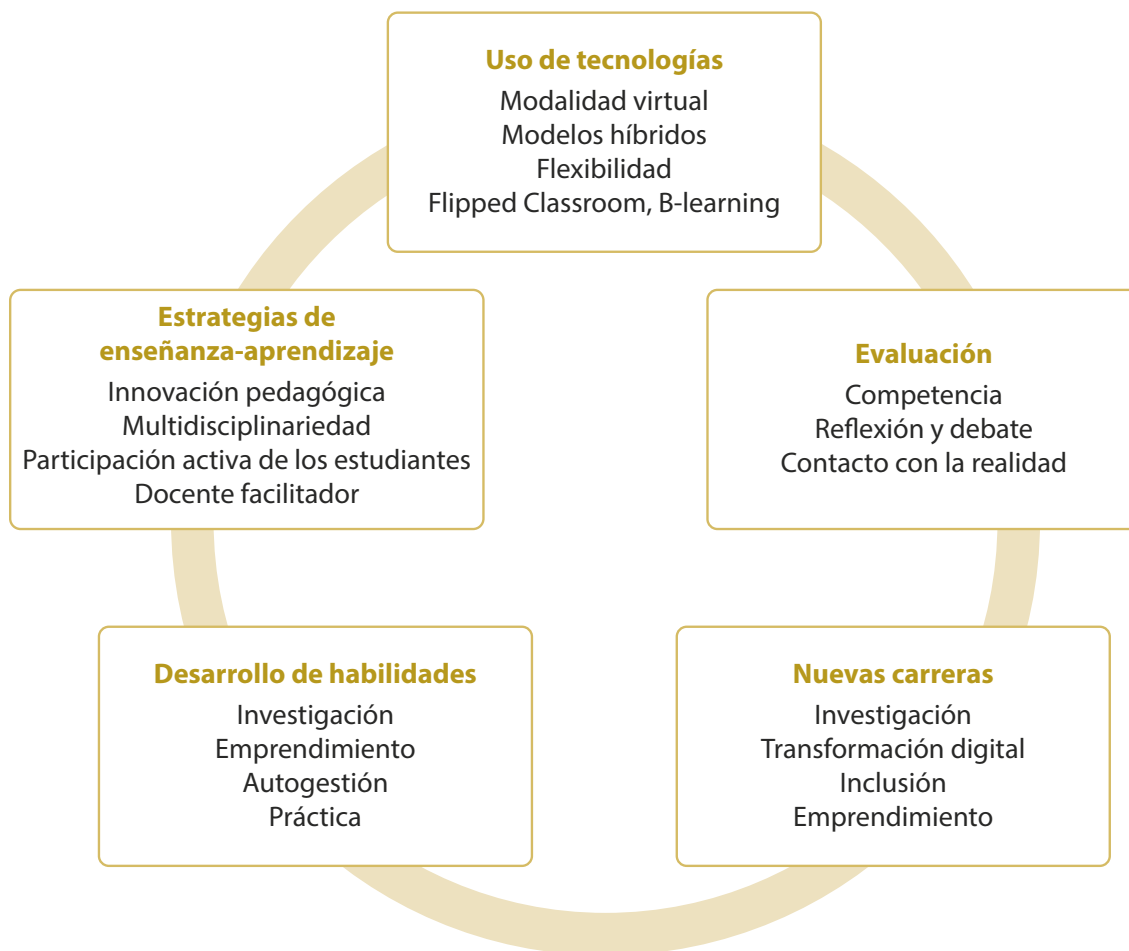 Uso de tecnologías
Modalidad virtual
Modelos híbridos
Flexibilidad
Flipped Classroom, B-learning
Estrategias de
enseñanza-aprendizaje
Innovación pedagógica
Multidisciplinariedad
Participación activa de los estudiantes
Docente facilitador
Evaluación
Competencia
Reflexión y debate
Contacto con la realidad
Desarrollo de habilidades
Investigación
Emprendimiento
Autogestión
Práctica
Nuevas carreras
Investigación
Transformación digital
Inclusión
Emprendimiento